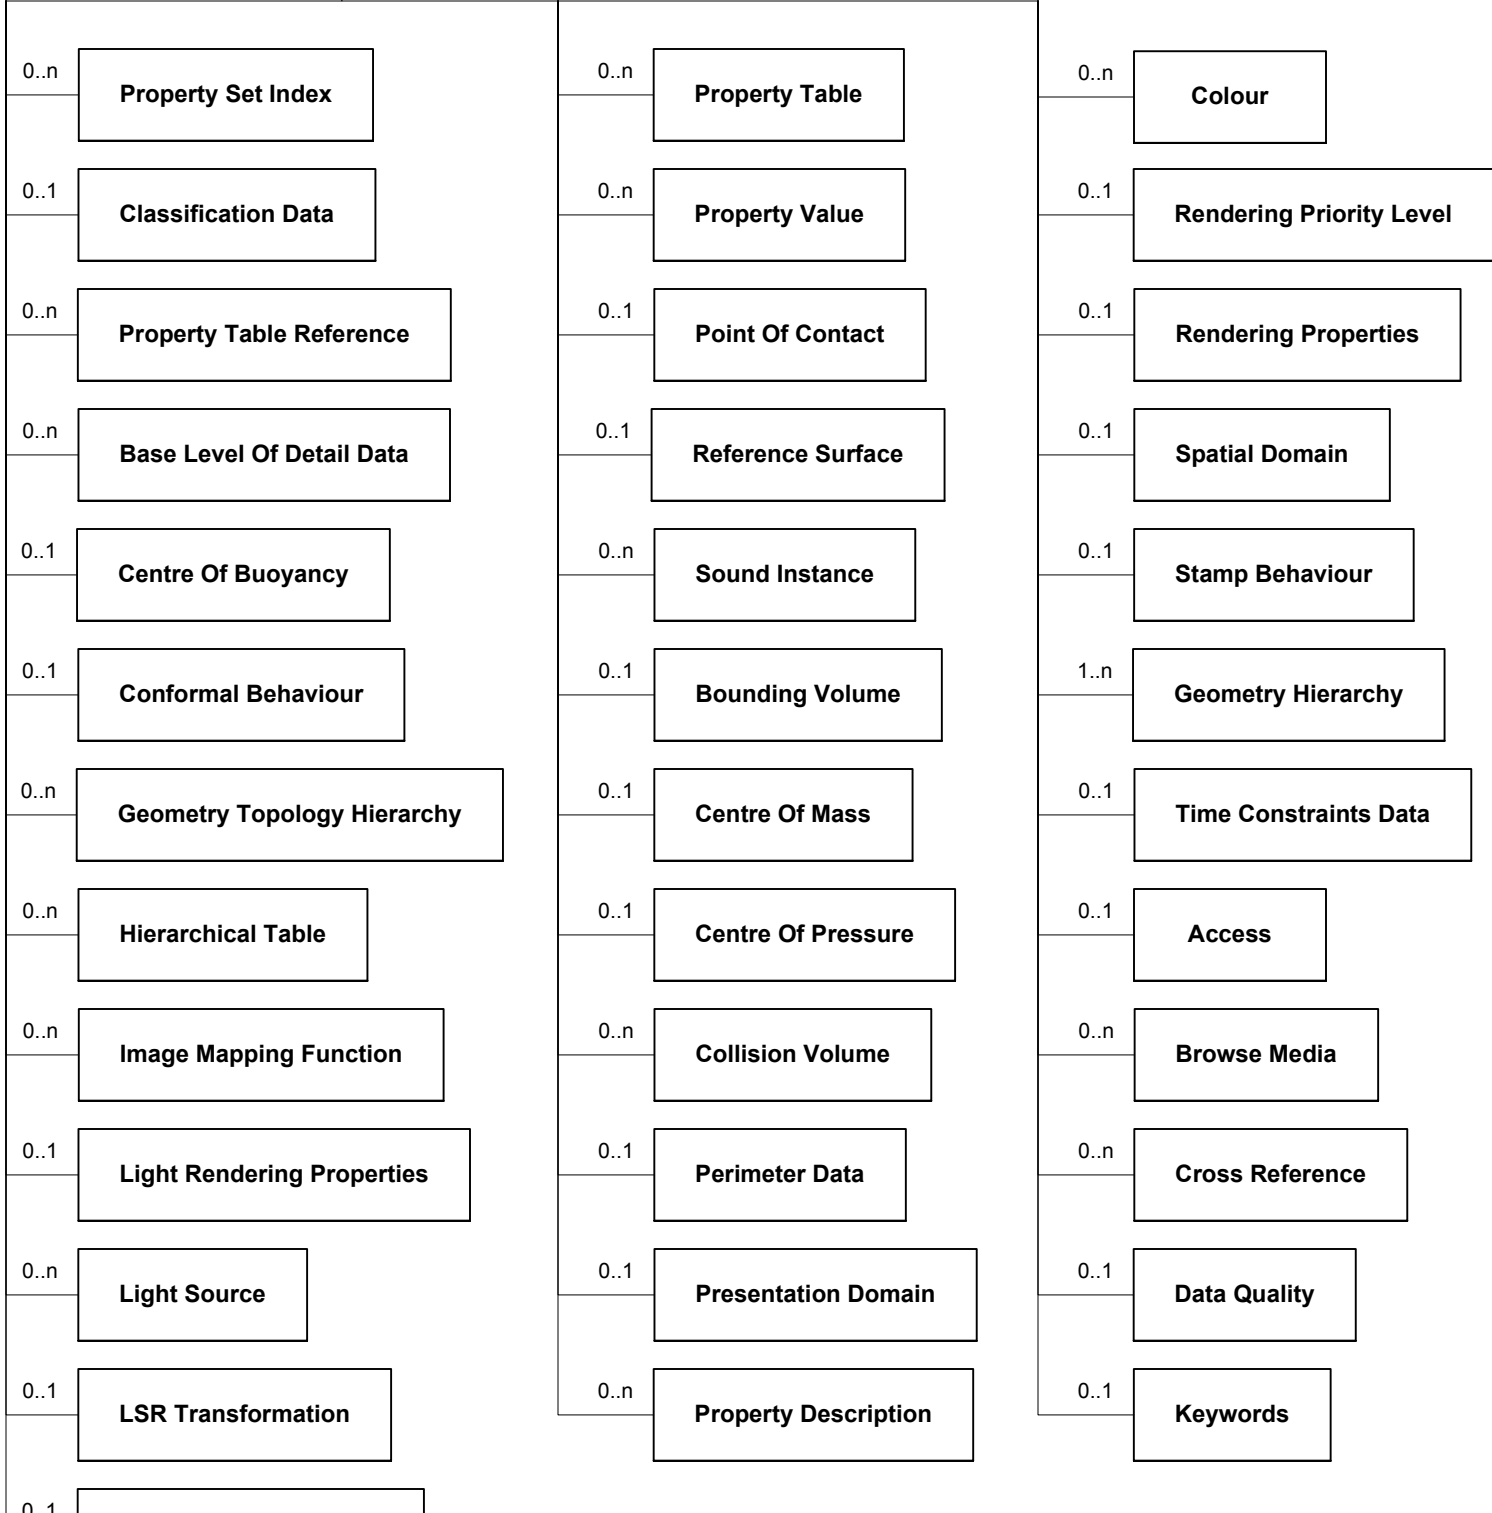 0..n Property Set Index
0..1 Classification Data
0..n Property Table Reference
0..n Base Level Of Detail Data
0..1 Centre Of Buoyancy
0..1 Conformal Behaviour
0..n Geometry Topology Hierarchy
0..n Hierarchical Table
0..n Image Mapping Function
0..1 Light Rendering Properties
0..n Light Source
0..1 LSR Transformation
0..1
0..n Property Table
0..n Property Value
0..1 Point Of Contact
0..1 Reference Surface
0..n Sound Instance
0..1 Bounding Volume
0..1 Centre Of Mass
0..1 Centre Of Pressure
0..n Collision Volume
0..1 Perimeter Data
0..1 Presentation Domain
0..n Property Description
0..n Colour
0..1 Rendering Priority Level
0..1 Rendering Properties
0..1 Spatial Domain
0..1 Stamp Behaviour
1..n Geometry Hierarchy
0..1 Time Constraints Data
0..1 Access
0..n Browse Media
0..n Cross Reference
0..1 Data Quality
0..1 Keywords